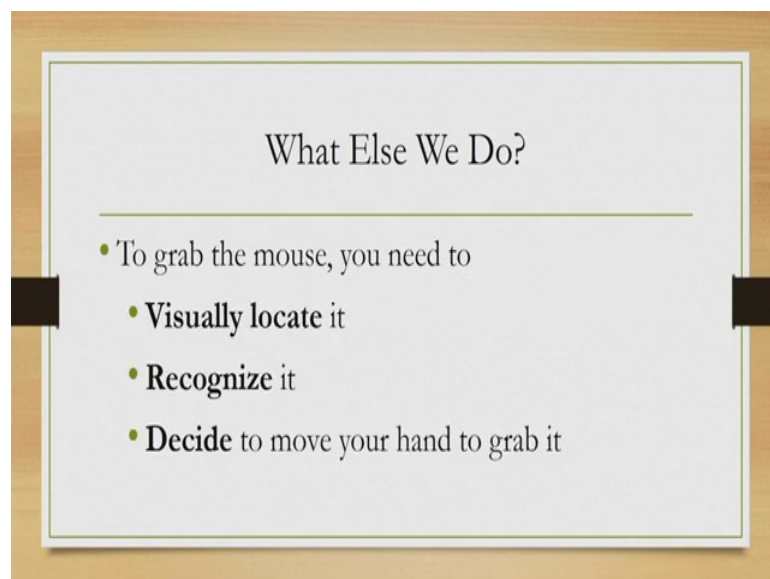 What Else We Do?
• To grab the mouse, you need to
• Visually locate it
• Recognize it
• Decide to move your hand to grab it